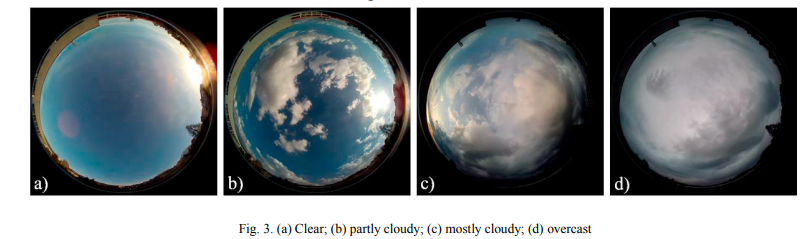 a) b) c) d)
Fig. 3. (a) Clear; (b) partly cloudy; (c) mostly cloudy; (d) overcast